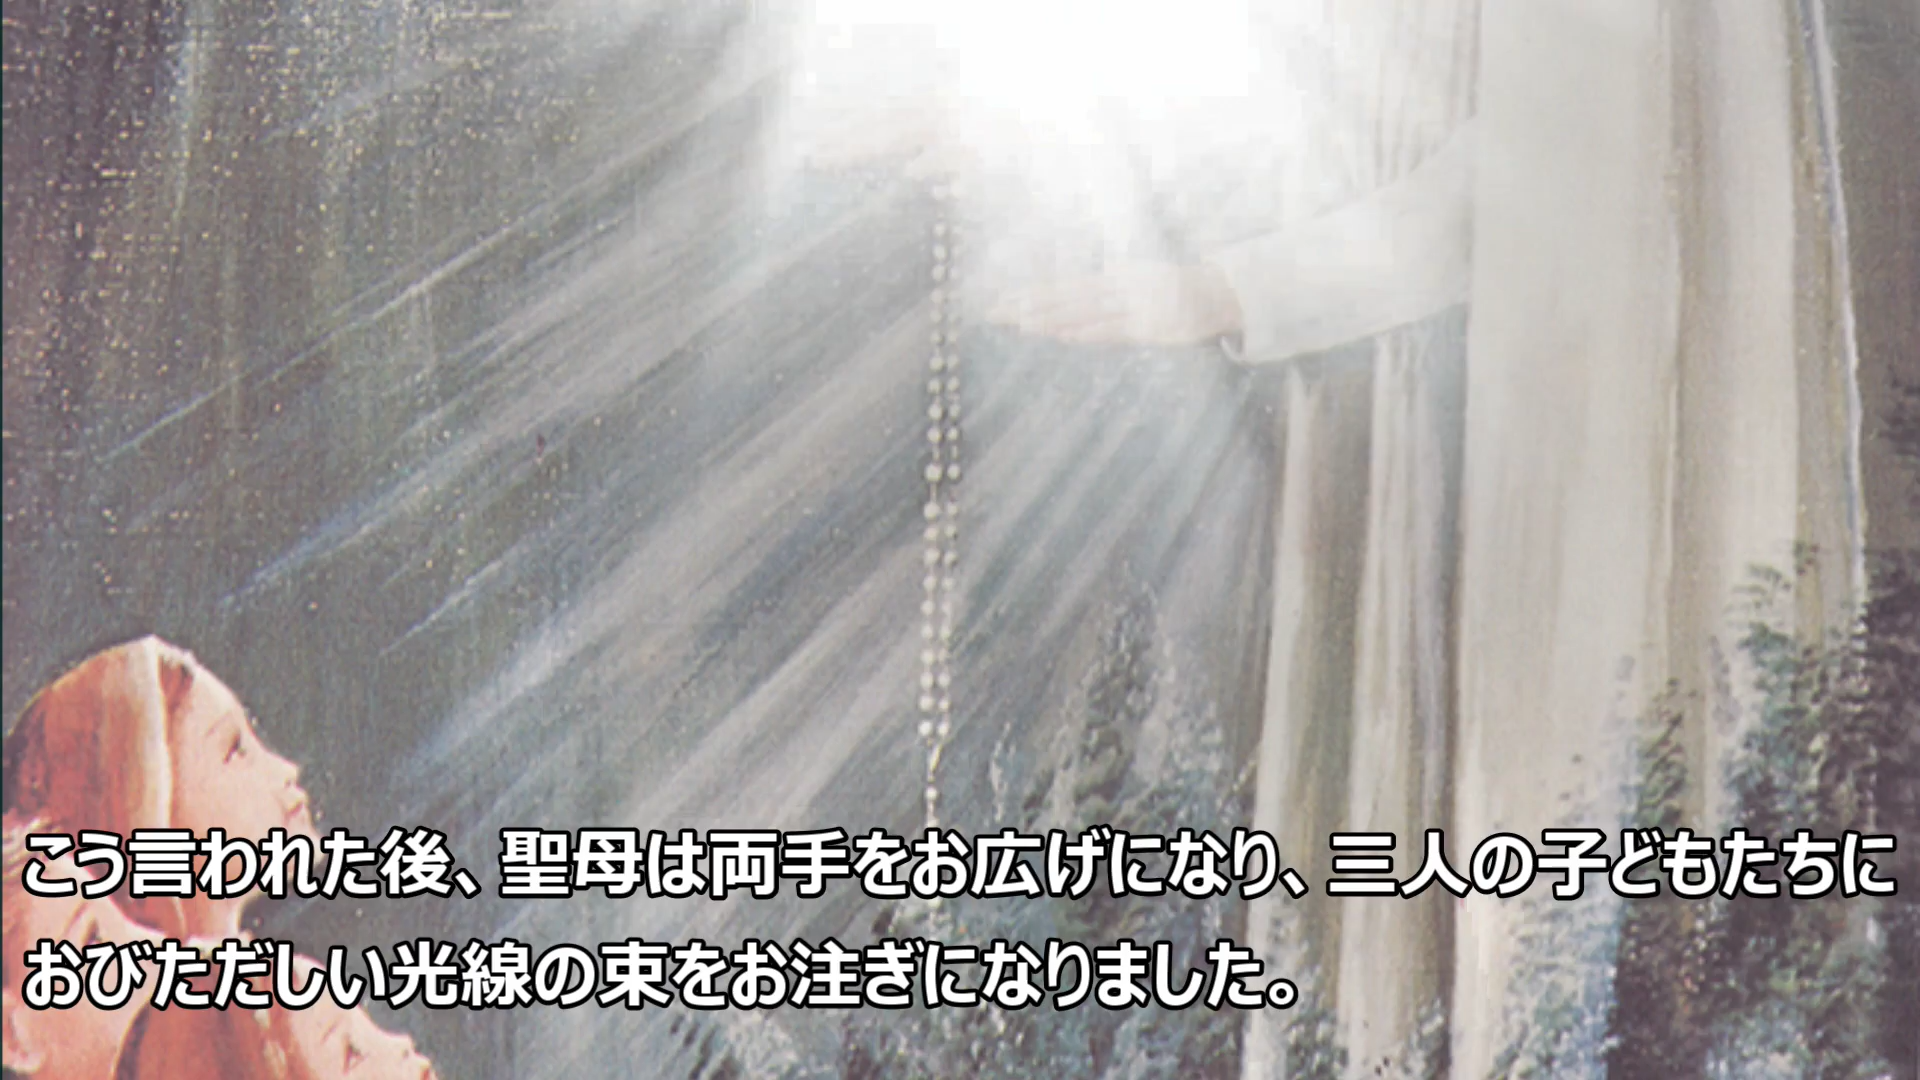 こう言われた後、聖母は両手をお広げになり、三人の子どもたちに
おびただしい光線の束をお注ぎになりました。